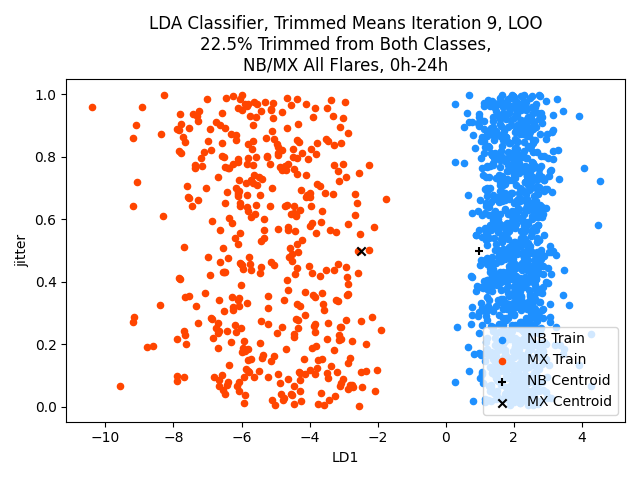 LDA Classifier, Trimmed Means Iteration 9, LOO
22.5% Trimmed from Both Classes,
NB/MX All Flares, 0h-24h
1.0
0.8
0.6
0.4
0.2
0.0
jitter
NB Train
MX Train
NB Centroid
MX Centroid
−10
−8
−6
−4
−2
0
2
4
LD1